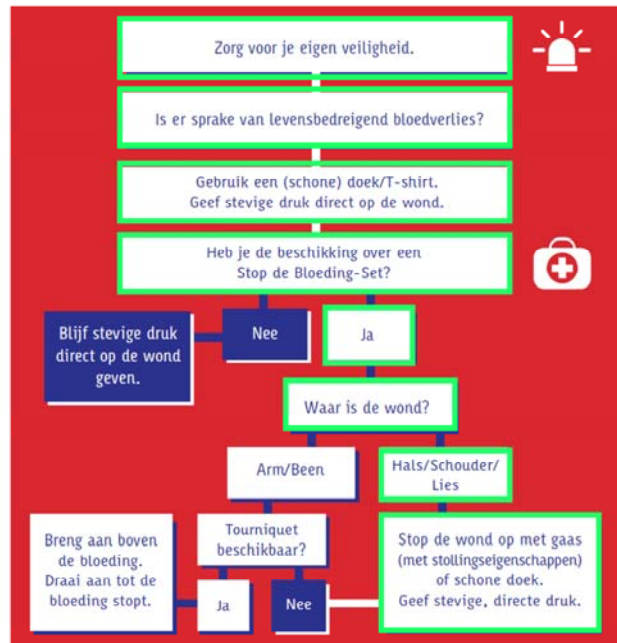 Zorg voor je eigen veiligheid.
Is er sprake van levensbedreigend bloedverlies?
Gebruik een (schone) doek/T-shirt.
Geef stevige druk direct op de wond.
Heb je de beschikking over een
Stop de Bloeding-Set?
Blijf stevige druk
direct op de wond
geven.
Nee
Ja
Waar is de wond?
Arm/Been
Hals/Schouder/
Lies
Breng aan boven
de bloeding.
Draai aan tot de
bloeding stopt.
Tourniquet
beschikbaar?
Ja
Nee
Stop de wond op met gaas
(met stollingseigenschappen)
of schone doek.
Geef stevige, directe druk.